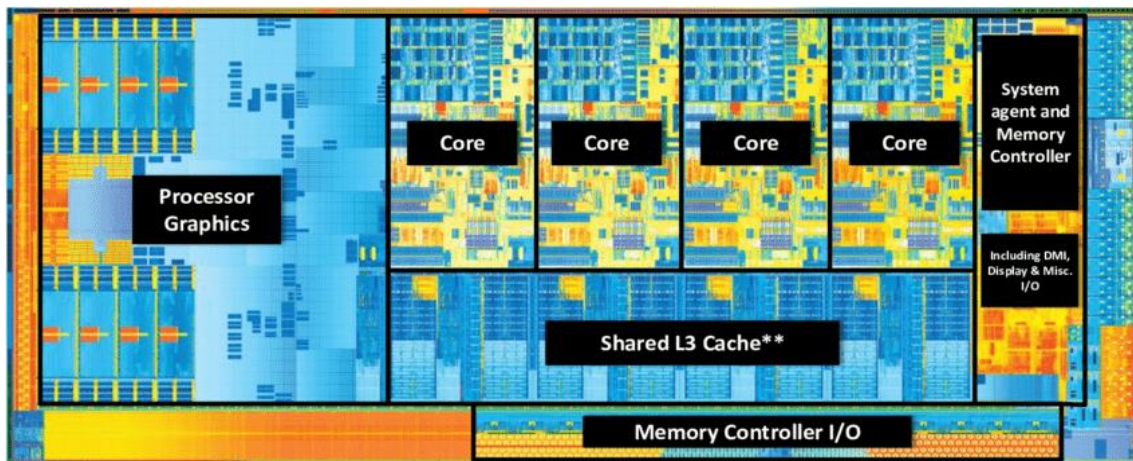 Processor
Graphics
Core
Core
Core
Core
System
agent and
Memory
Controller
Including DMI,
Display & Misc.
I/O
Shared L3 Cache**
Memory Controller I/O